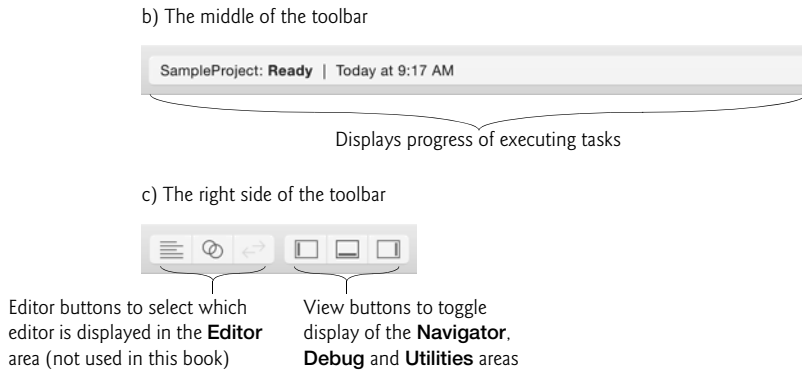 b) The middle of the toolbar
SampleProject: Ready | Today at 9:17 AM
Displays progress of executing tasks
c) The right side of the toolbar
Editor buttons to select which
editor is displayed in the Editor
area (not used in this book)
View buttons to toggle
display of the Navigator,
Debug and Utilities areas